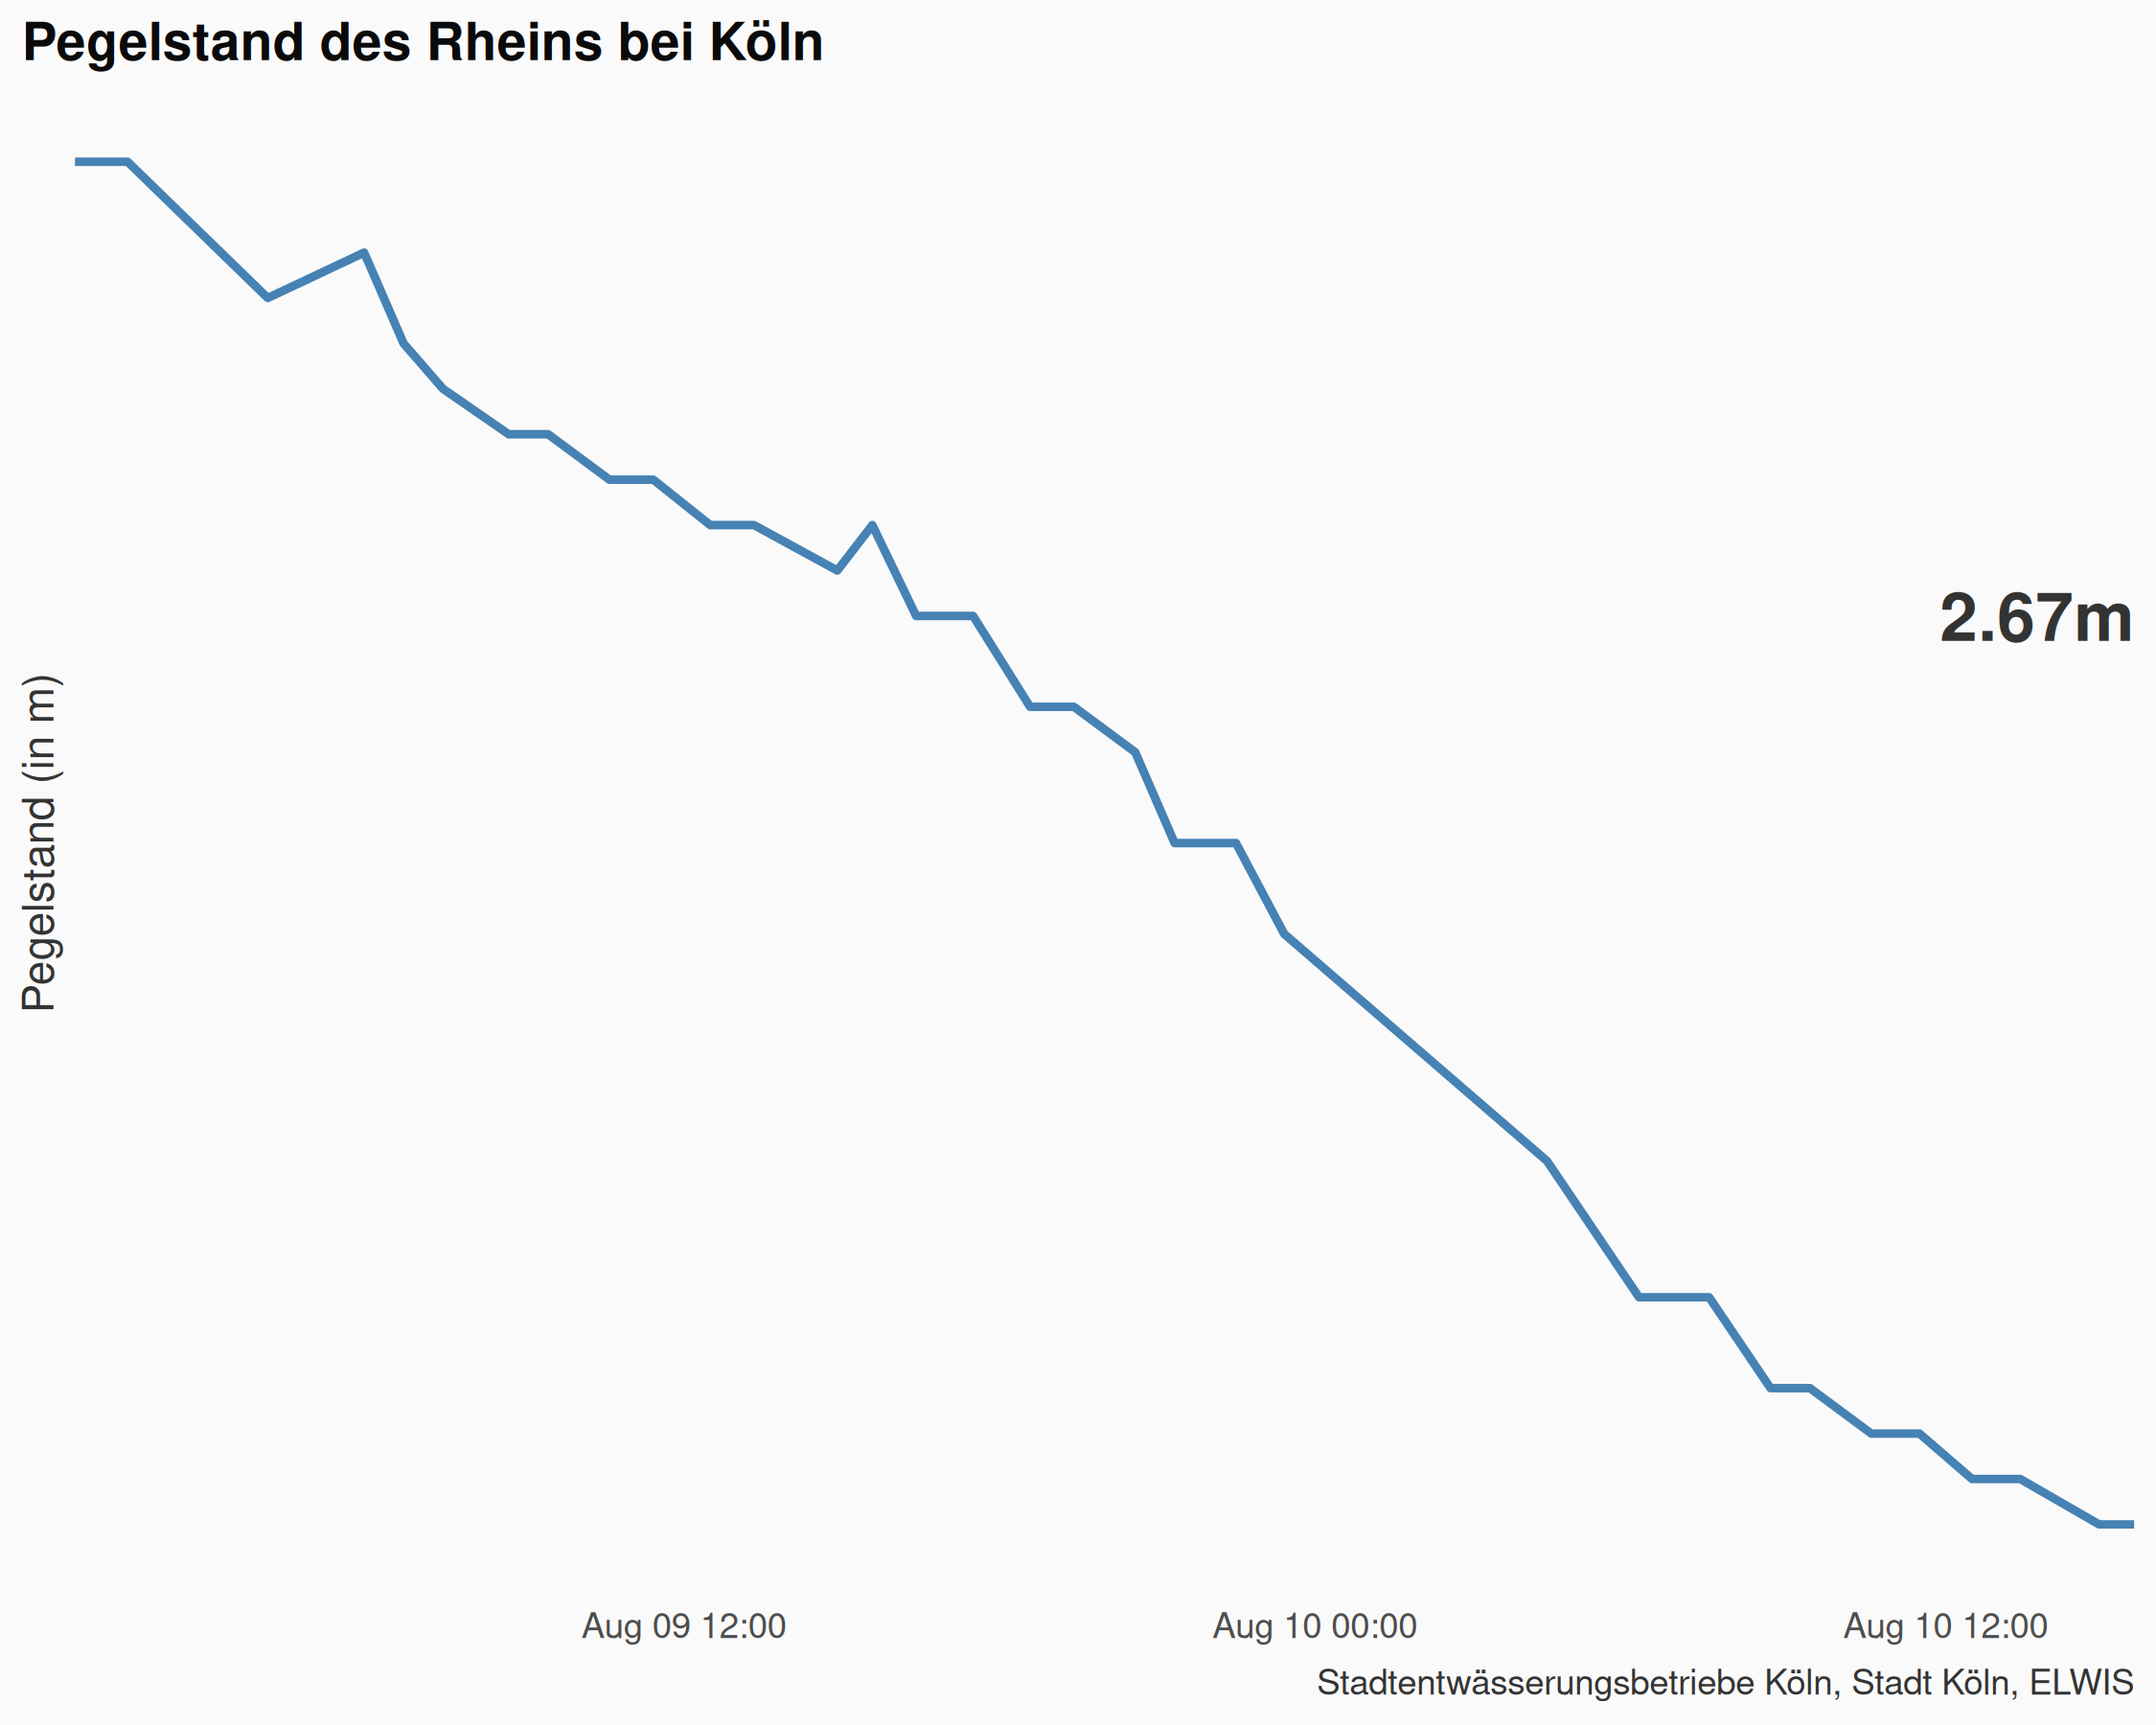 Pegelstand des Rheins bei Köln
2.67m
Pegelstand (in m)
Aug 09 12:00
Aug 10 00:00
Aug 10 12:00
Stadtentwässerungsbetriebe Köln, Stadt Köln, ELWIS